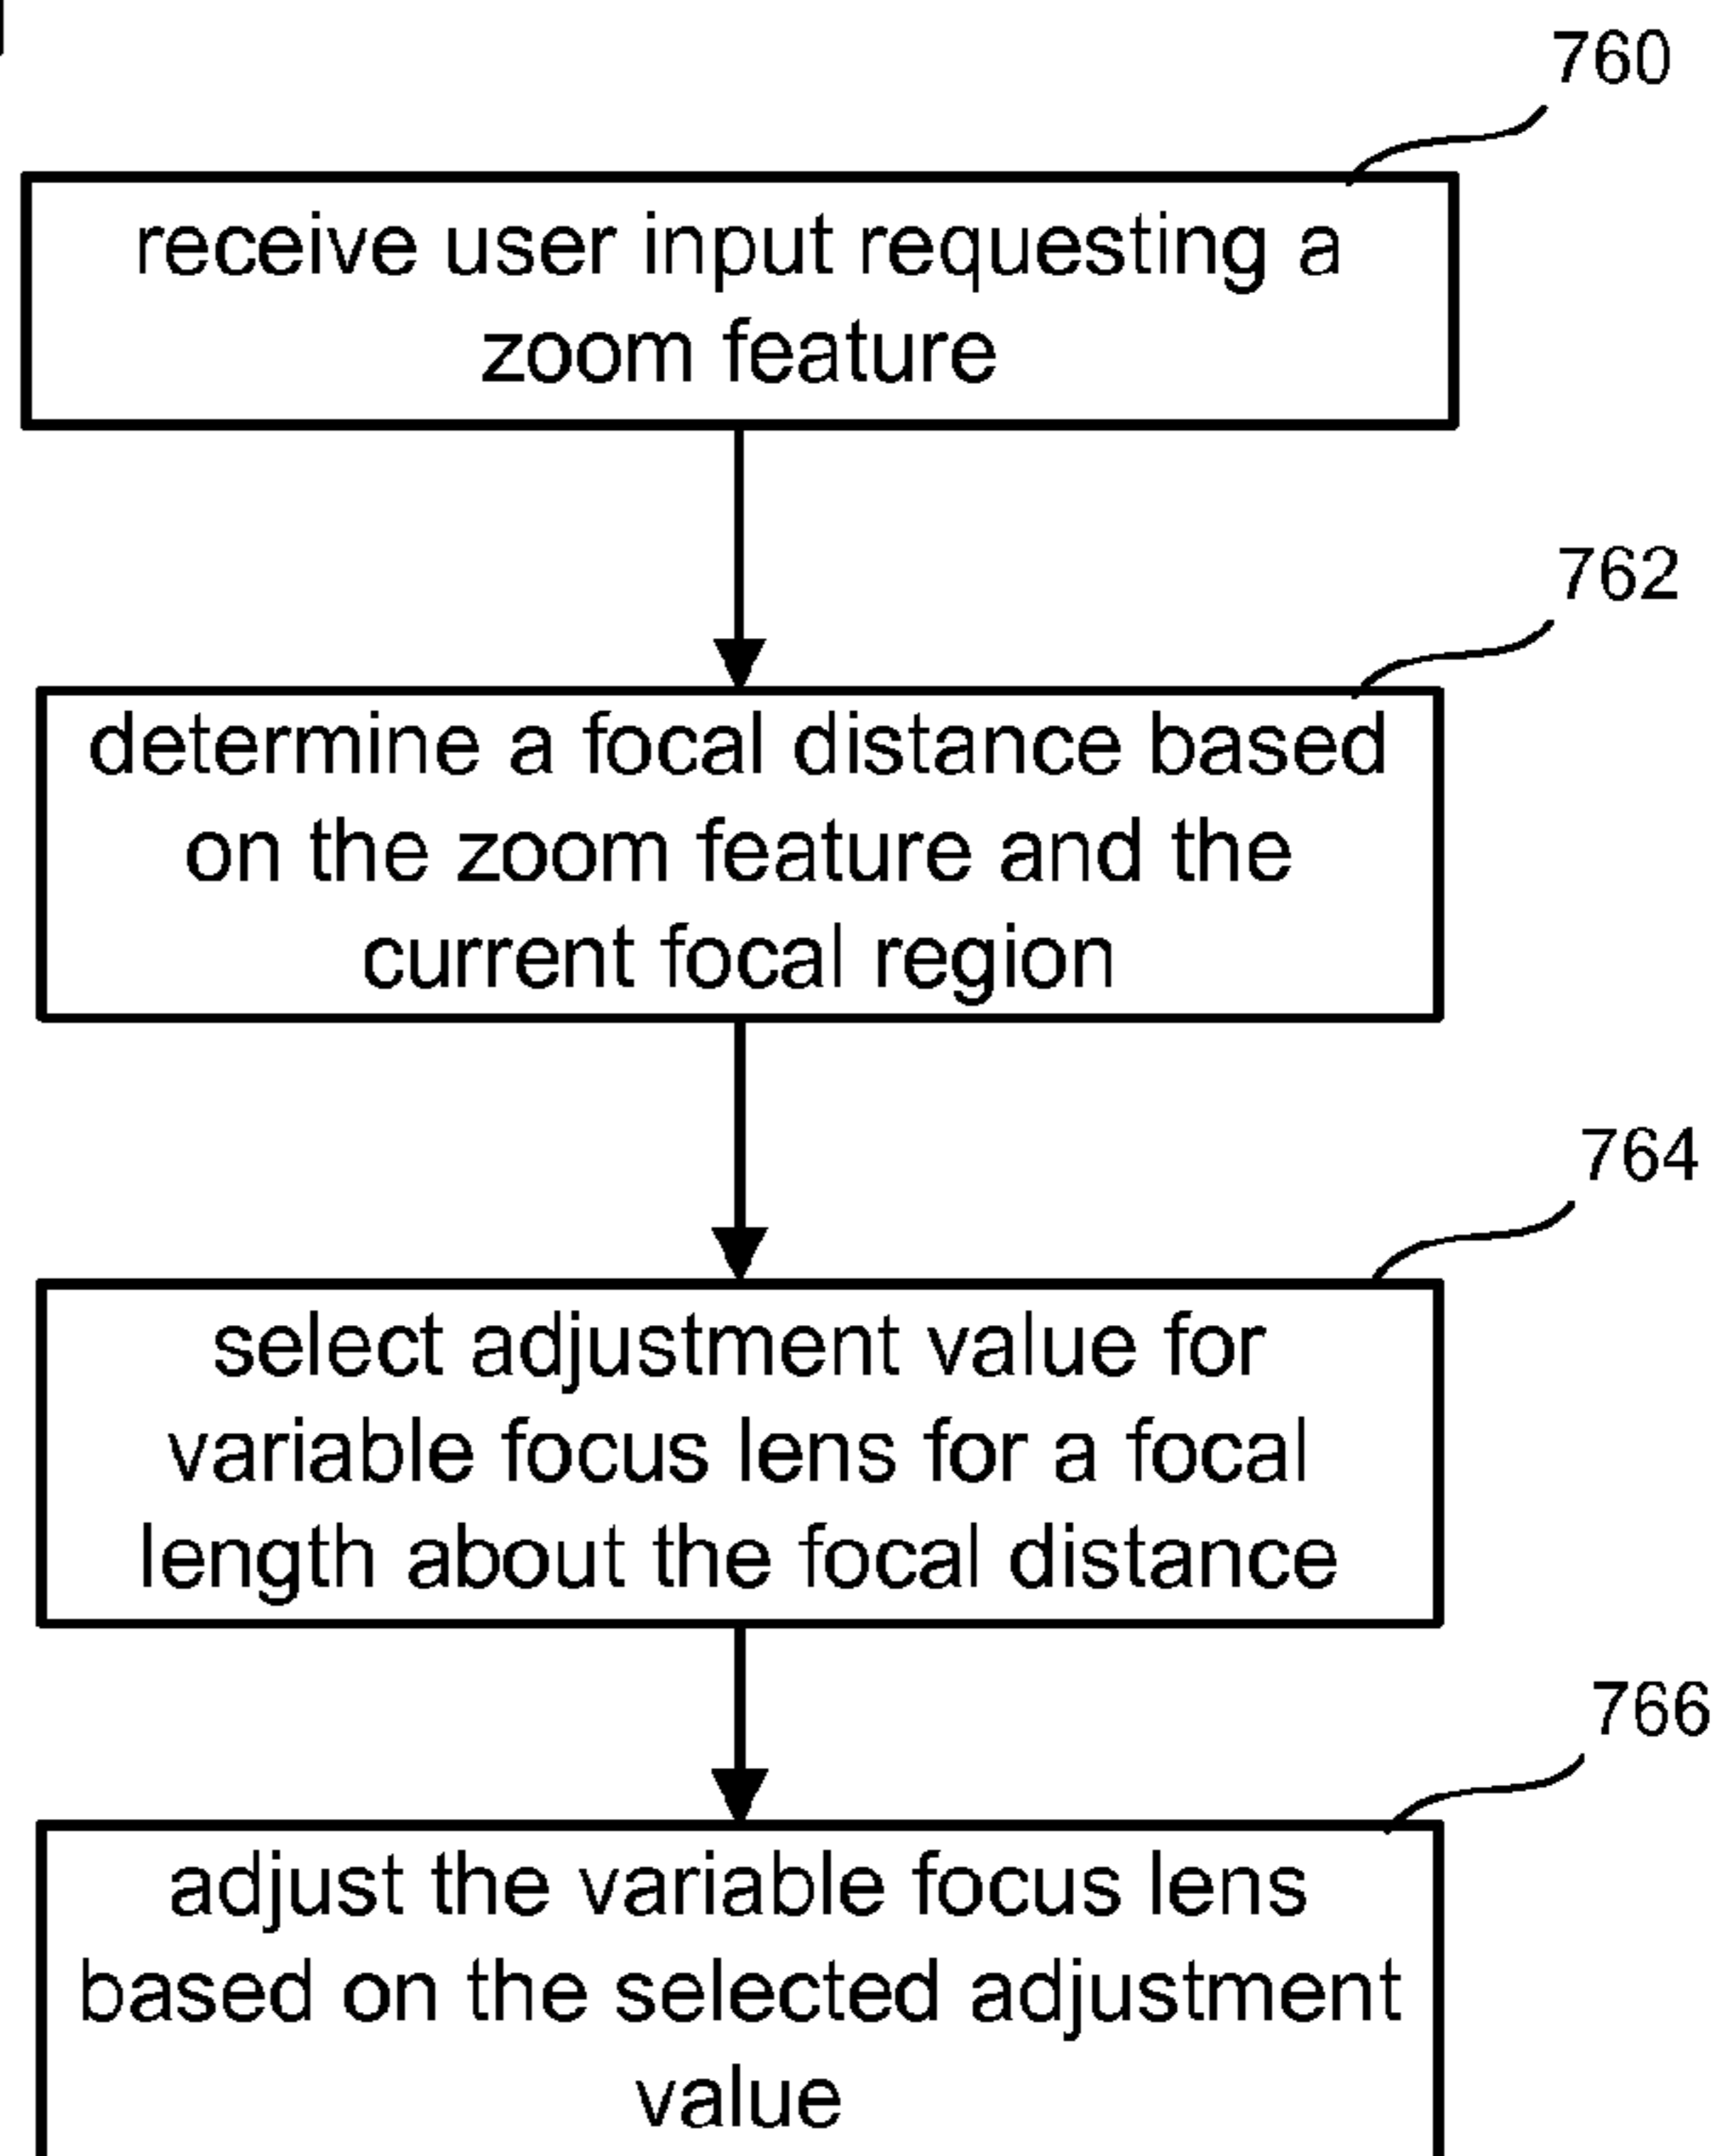 760
receive user input requesting a
zoom feature
762
determine a focal distance based
on the zoom feature and the
current focal region
764
select adjustment value for
variable focus lens for a focal
length about the focal distance
766
adjust the variable focus lens
based on the selected adjustment
value